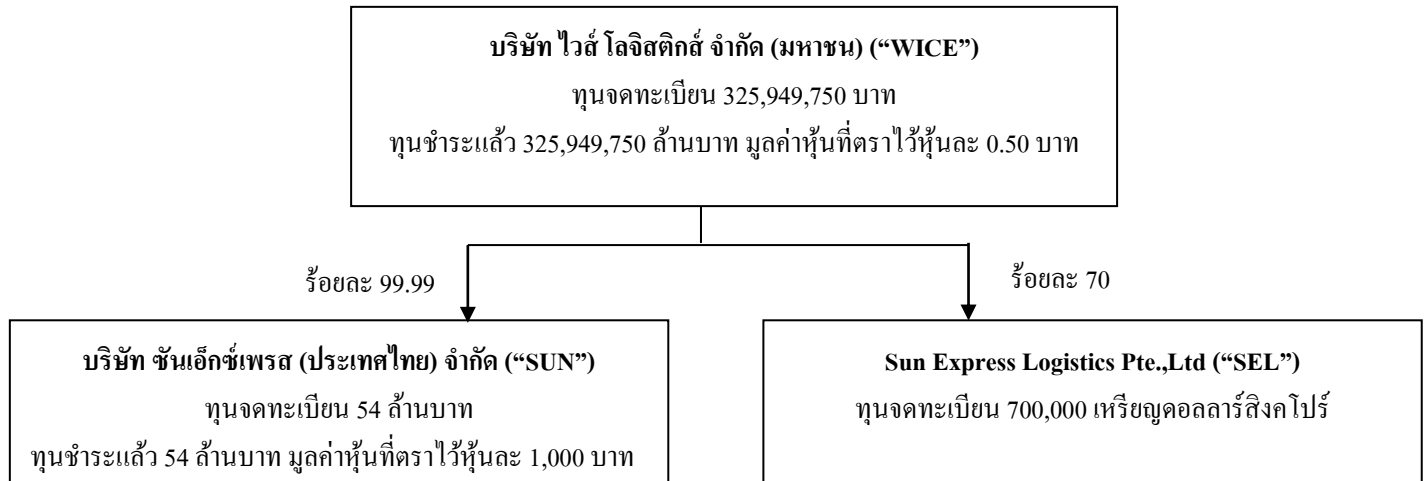 บริษัท ไวส์ โลจิสติกส์ จำกัด (มหาชน) (“WICE”)
ทุนจดทะเบียน 325,949,750 บาท
ทุนชำระแล้ว 325,949,750 ล้านบาท มูลค่าหุ้นที่ตราไว้หุ้นละ 0.50 บาท
ร้อยละ 99.99
ร้อยละ 70
บริษัท ซันเอ็กซ์เพรส (ประเทศไทย) จำกัด (“SUN”)
ทุนจดทะเบียน 54 ล้านบาท
ทุนชำระแล้ว 54 ล้านบาท มูลค่าหุ้นที่ตราไว้หุ้นละ 1,000 บาท
Sun Express Logistics Pte.,Ltd (“SEL”)
ทุนจดทะเบียน 700,000 เหรียญดอลลาร์สิงคโปร์